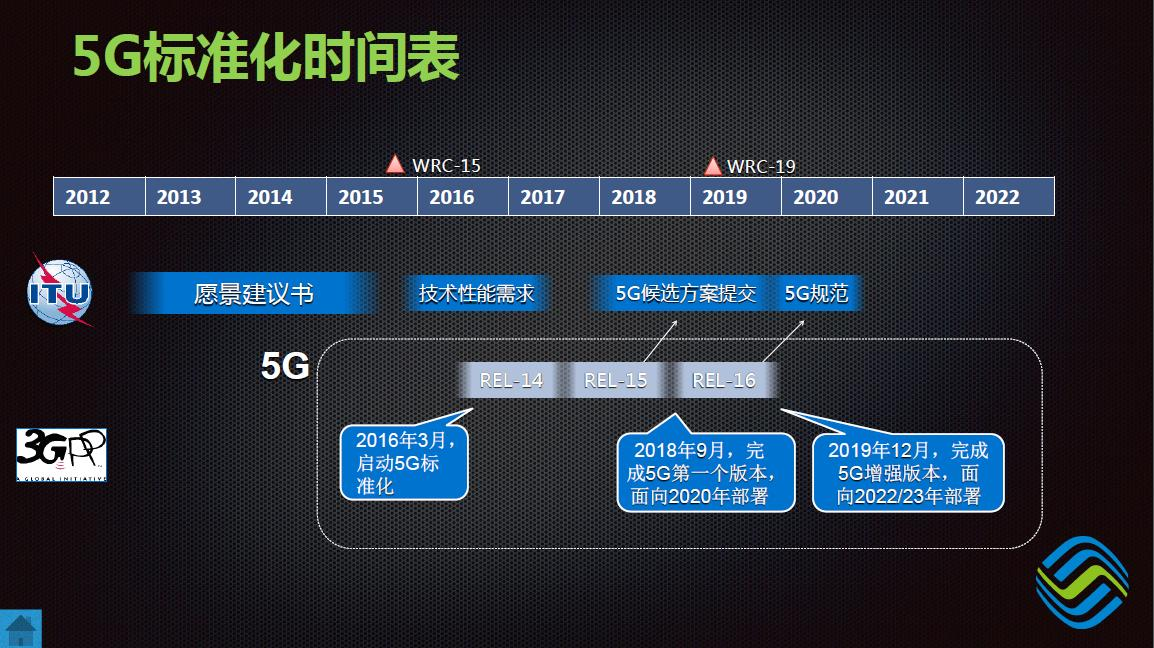 5G标准化时间表
WRC-15
WRC-19
2012 2013 2014 2015 2016 2017 2018 2019 2020 2021 2022
ITU
愿景建议书
技术性能需求
5G候选方案提交
5G规范
5G
REL-14
REL-15
REL-16
3GPP
A GLOBAL INITIATIVE
2016年3月，
启动5G标
准化
2018年9月，完
成5G第一个版本，
面向2020年部署
2019年12月，完成
5G增强版本，面
向2022/23年部署